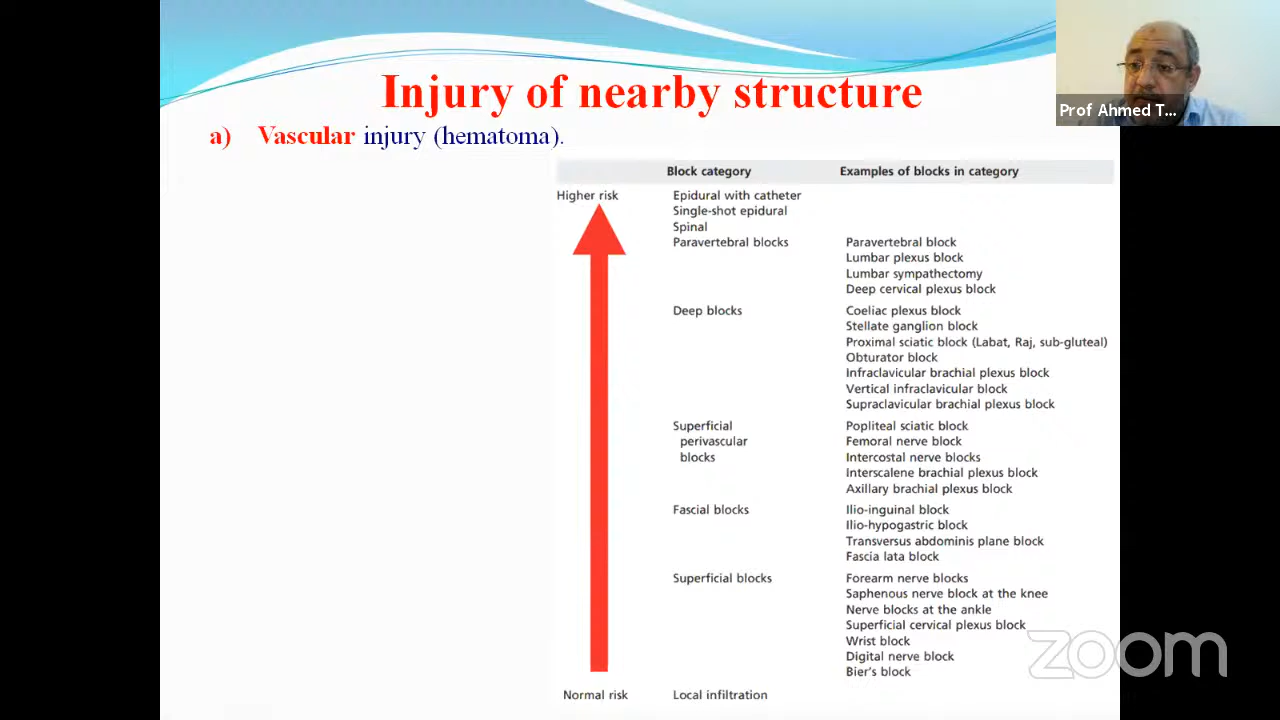 Injury of nearby structure
Prof Ahmed T...
a) Vascular injury (hematoma).
Block category Examples of blocks in category
Higher risk Epidural with catheter
Single-shot epidural
Spinal
Paravertebral blocks Paravertebral block
Lumbar plexus block
Lumbar sympathectomy
Deep cervical plexus block
Deep blocks Coeliac plexus block
Stellate ganglion block
Proximal sciatic block (Labat, Raj, sub-gluteal)
Obturator block
Infraclavicular brachial plexus block
Vertical infraclavicular block
Supraclavicular brachial plexus block
Superficial Popliteal sciatic block
perivascular Femoral nerve block
blocks Intercostal nerve blocks
Interscalene brachial plexus block
Axillary brachial plexus block
Fascial blocks Ilio-inguinal block
Ilio-hypogastric block
Transversus abdominis plane block
Fascia lata block
Superficial blocks Forearm nerve blocks
Saphenous nerve block at the knee
Nerve blocks at the ankle
Superficial cervical plexus block
Wrist block
Digital nerve block
Bier's block
zoom
Normal risk Local infiltration